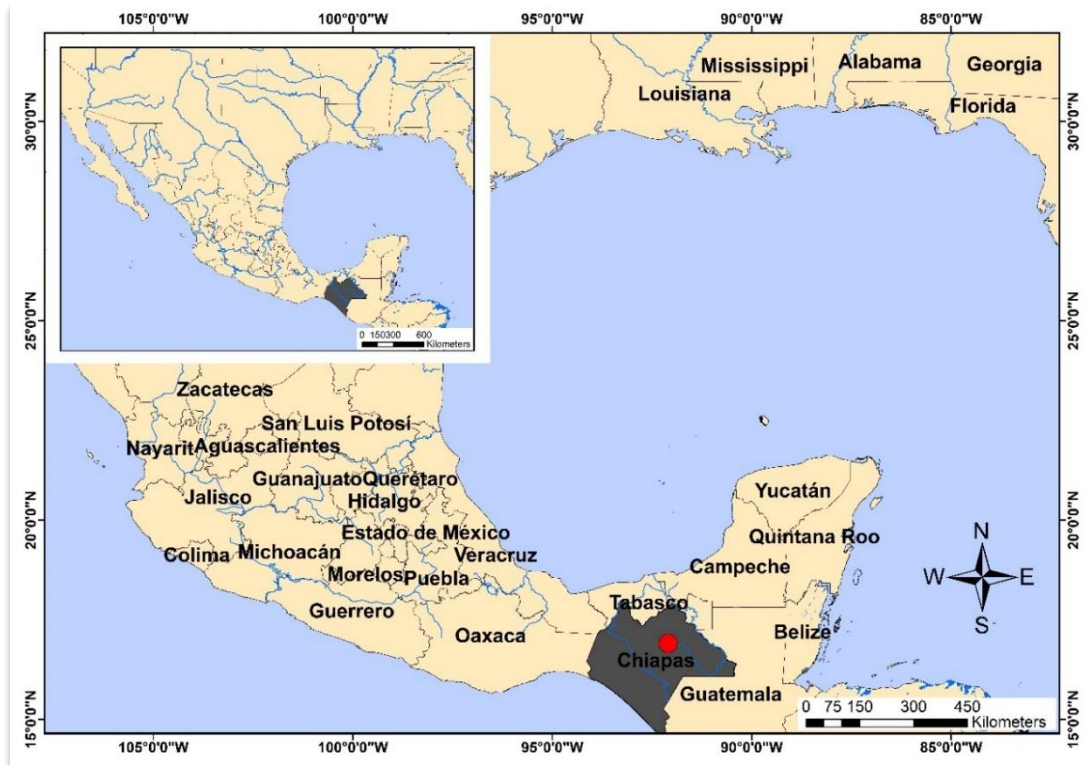 105°0'0"W 100°0'0"W 95°0'0"W 90°0'0"W 85°0'0"W
30°0'0"N
25°0'0"N
20°0'0"N
15°0'0"N
0 150300 600
Kilometers
Mississippi
Alabama
Georgia
Louisiana
Florida
30°0'0"N
25°0'0"N
20°0'0"N
15°0'0"N
Zacatecas
San Luis Potosí
Nayarit
Aguascalientes
Guanajuato
Querétaro
Jalisco
Hidalgo
Estado de México
Colima
Michoacán
Veracruz
Morelos
Puebla
Guerrero
Oaxaca
Yucatán
Quintana Roo
Campeche
Tabasco
Belize
Chiapas
Guatemala
N
W E
S
0 75 150 300 450
Kilometers
105°0'0"W 100°0'0"W 95°0'0"W 90°0'0"W 85°0'0"W